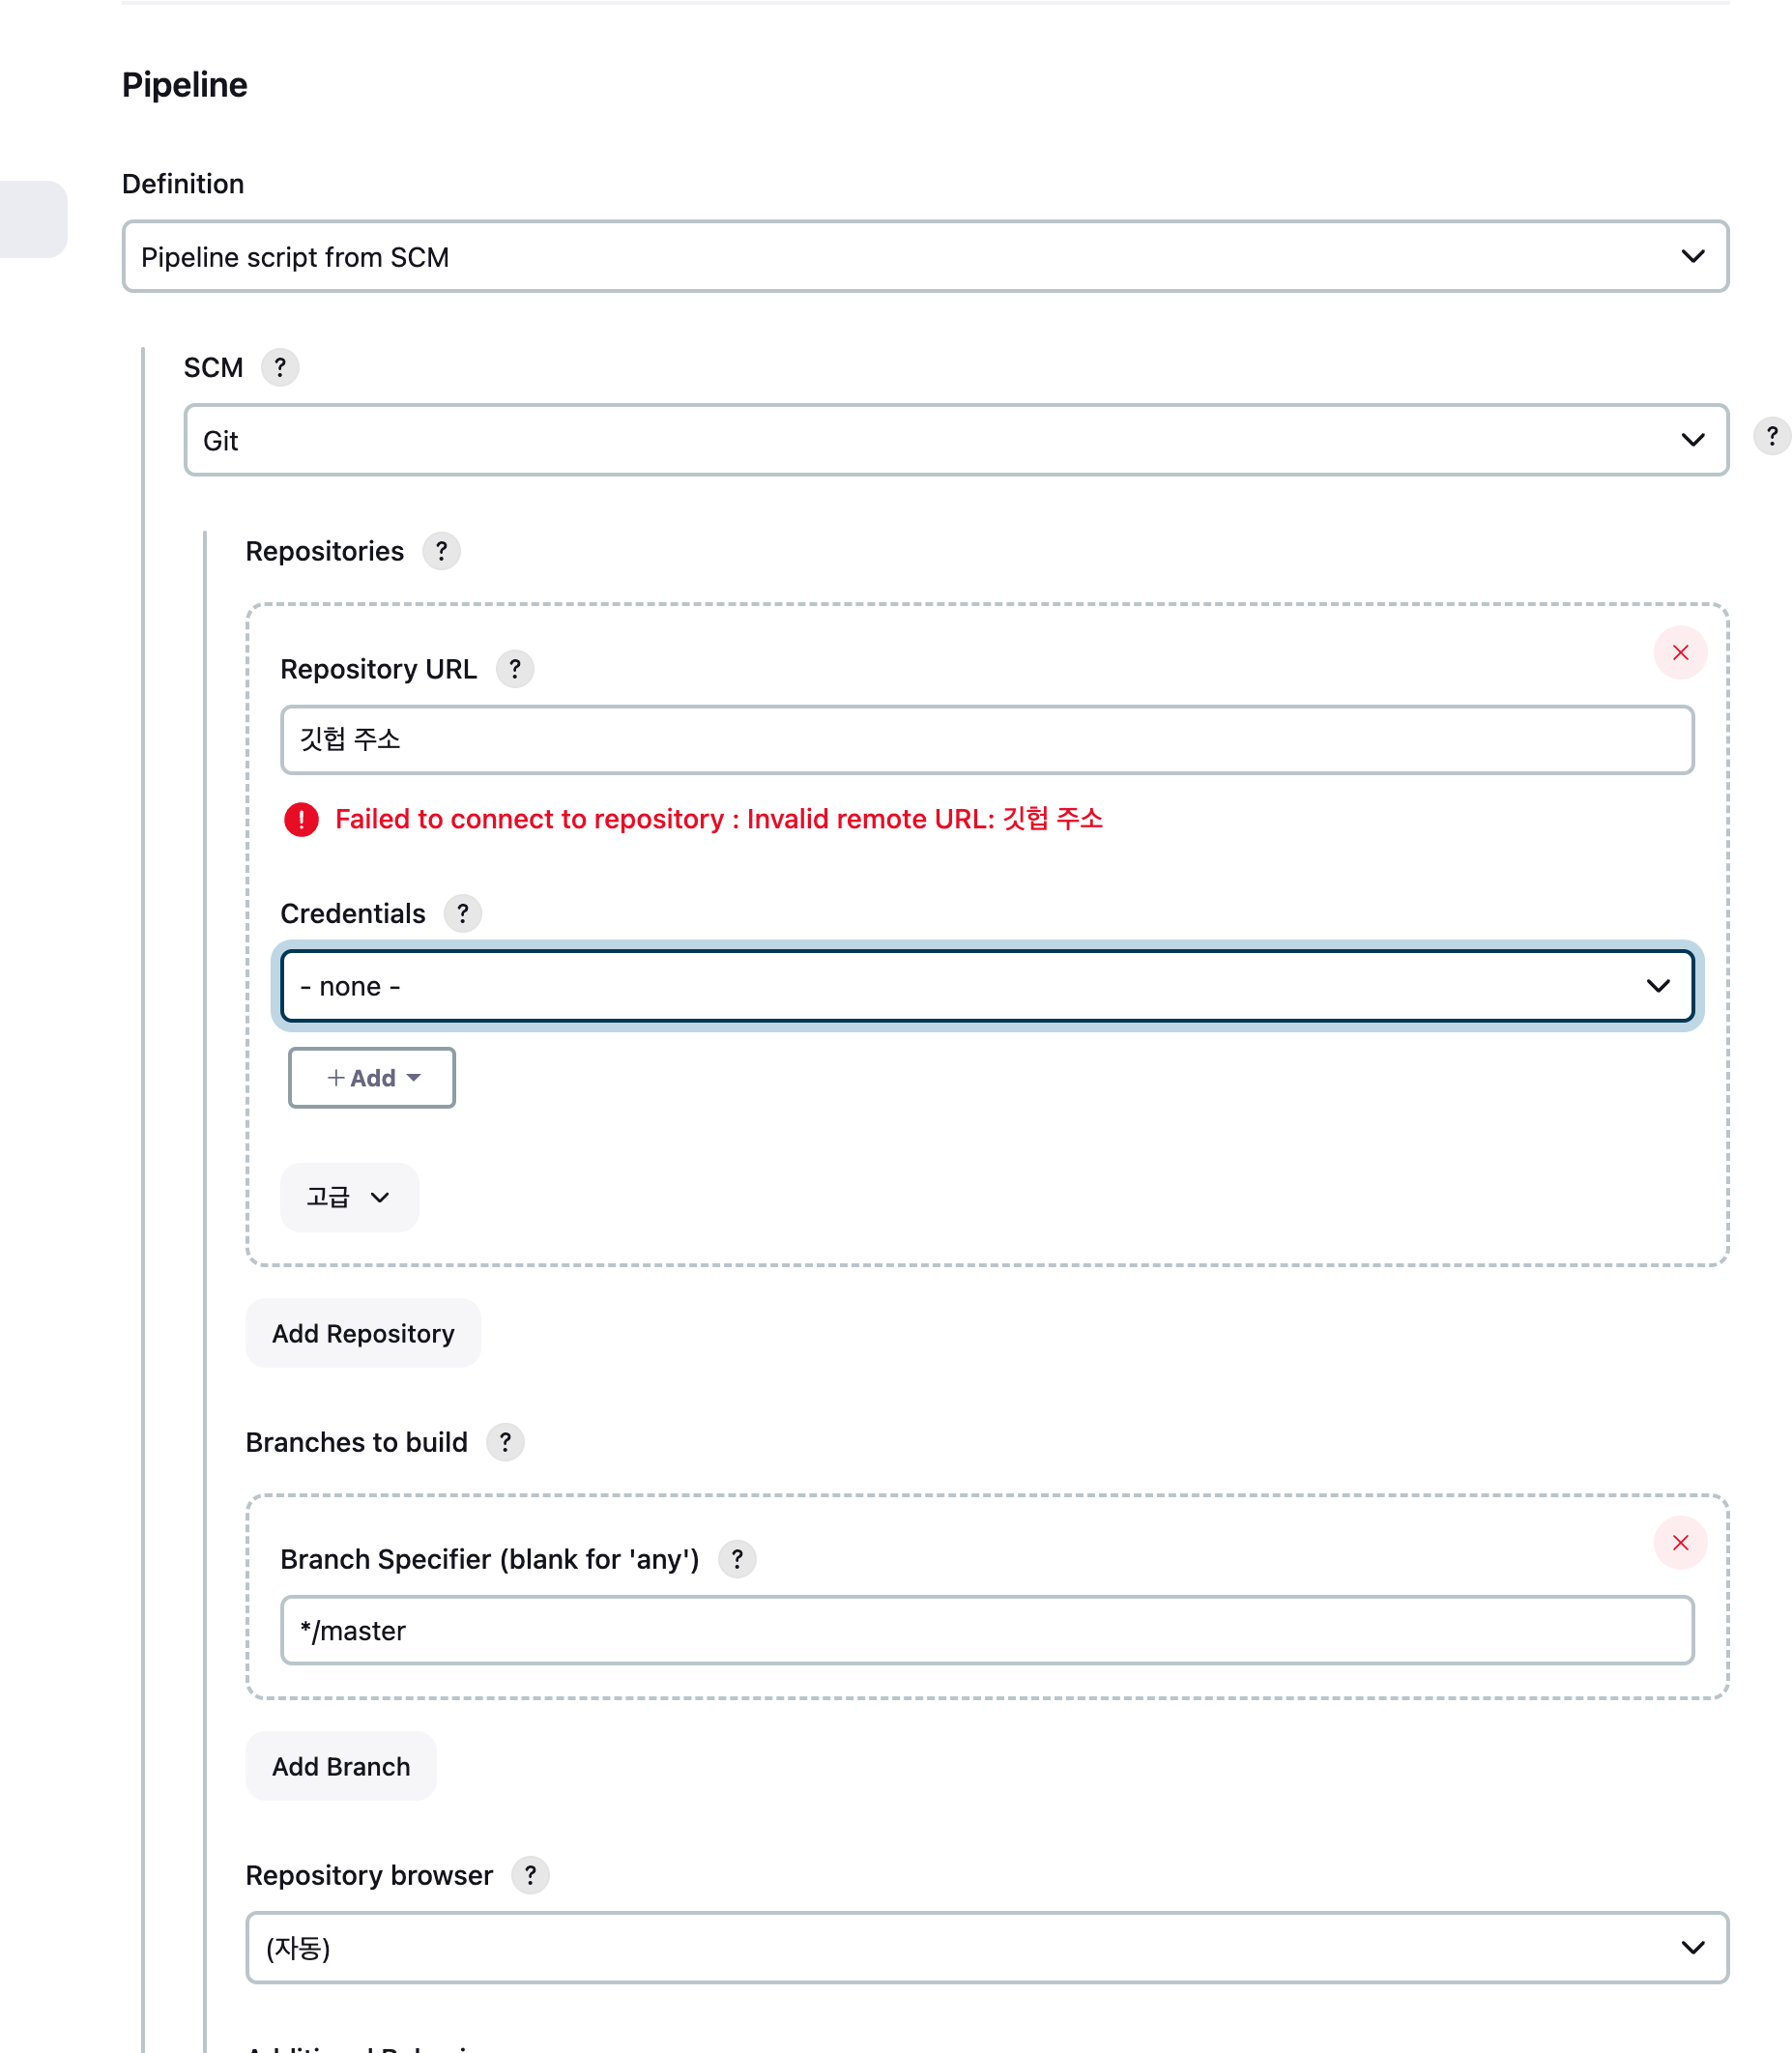 Pipeline
Definition
Pipeline script from SCM
SCM ?
Git
?
Repositories ?
Repository URL ?
깃헙 주소
Failed to connect to repository : Invalid remote URL: 깃헙 주소
Credentials ?
- none -
+ Add
고급
Add Repository
Branches to build ?
Branch Specifier (blank for 'any') ?
*/master
Add Branch
Repository browser ?
(자동)